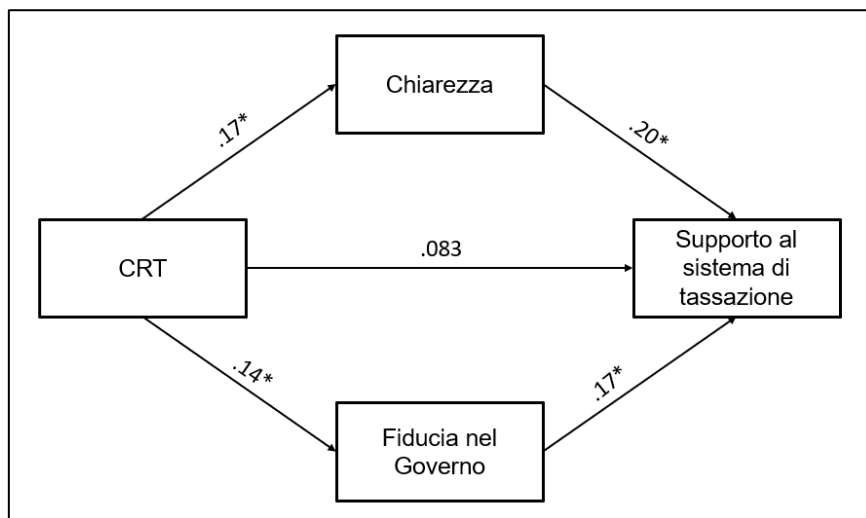 Chiarezza
.17*
.20*
CRT
.083
Supporto al
sistema di
tassazione
.14*
.17*
Fiducia nel
Governo